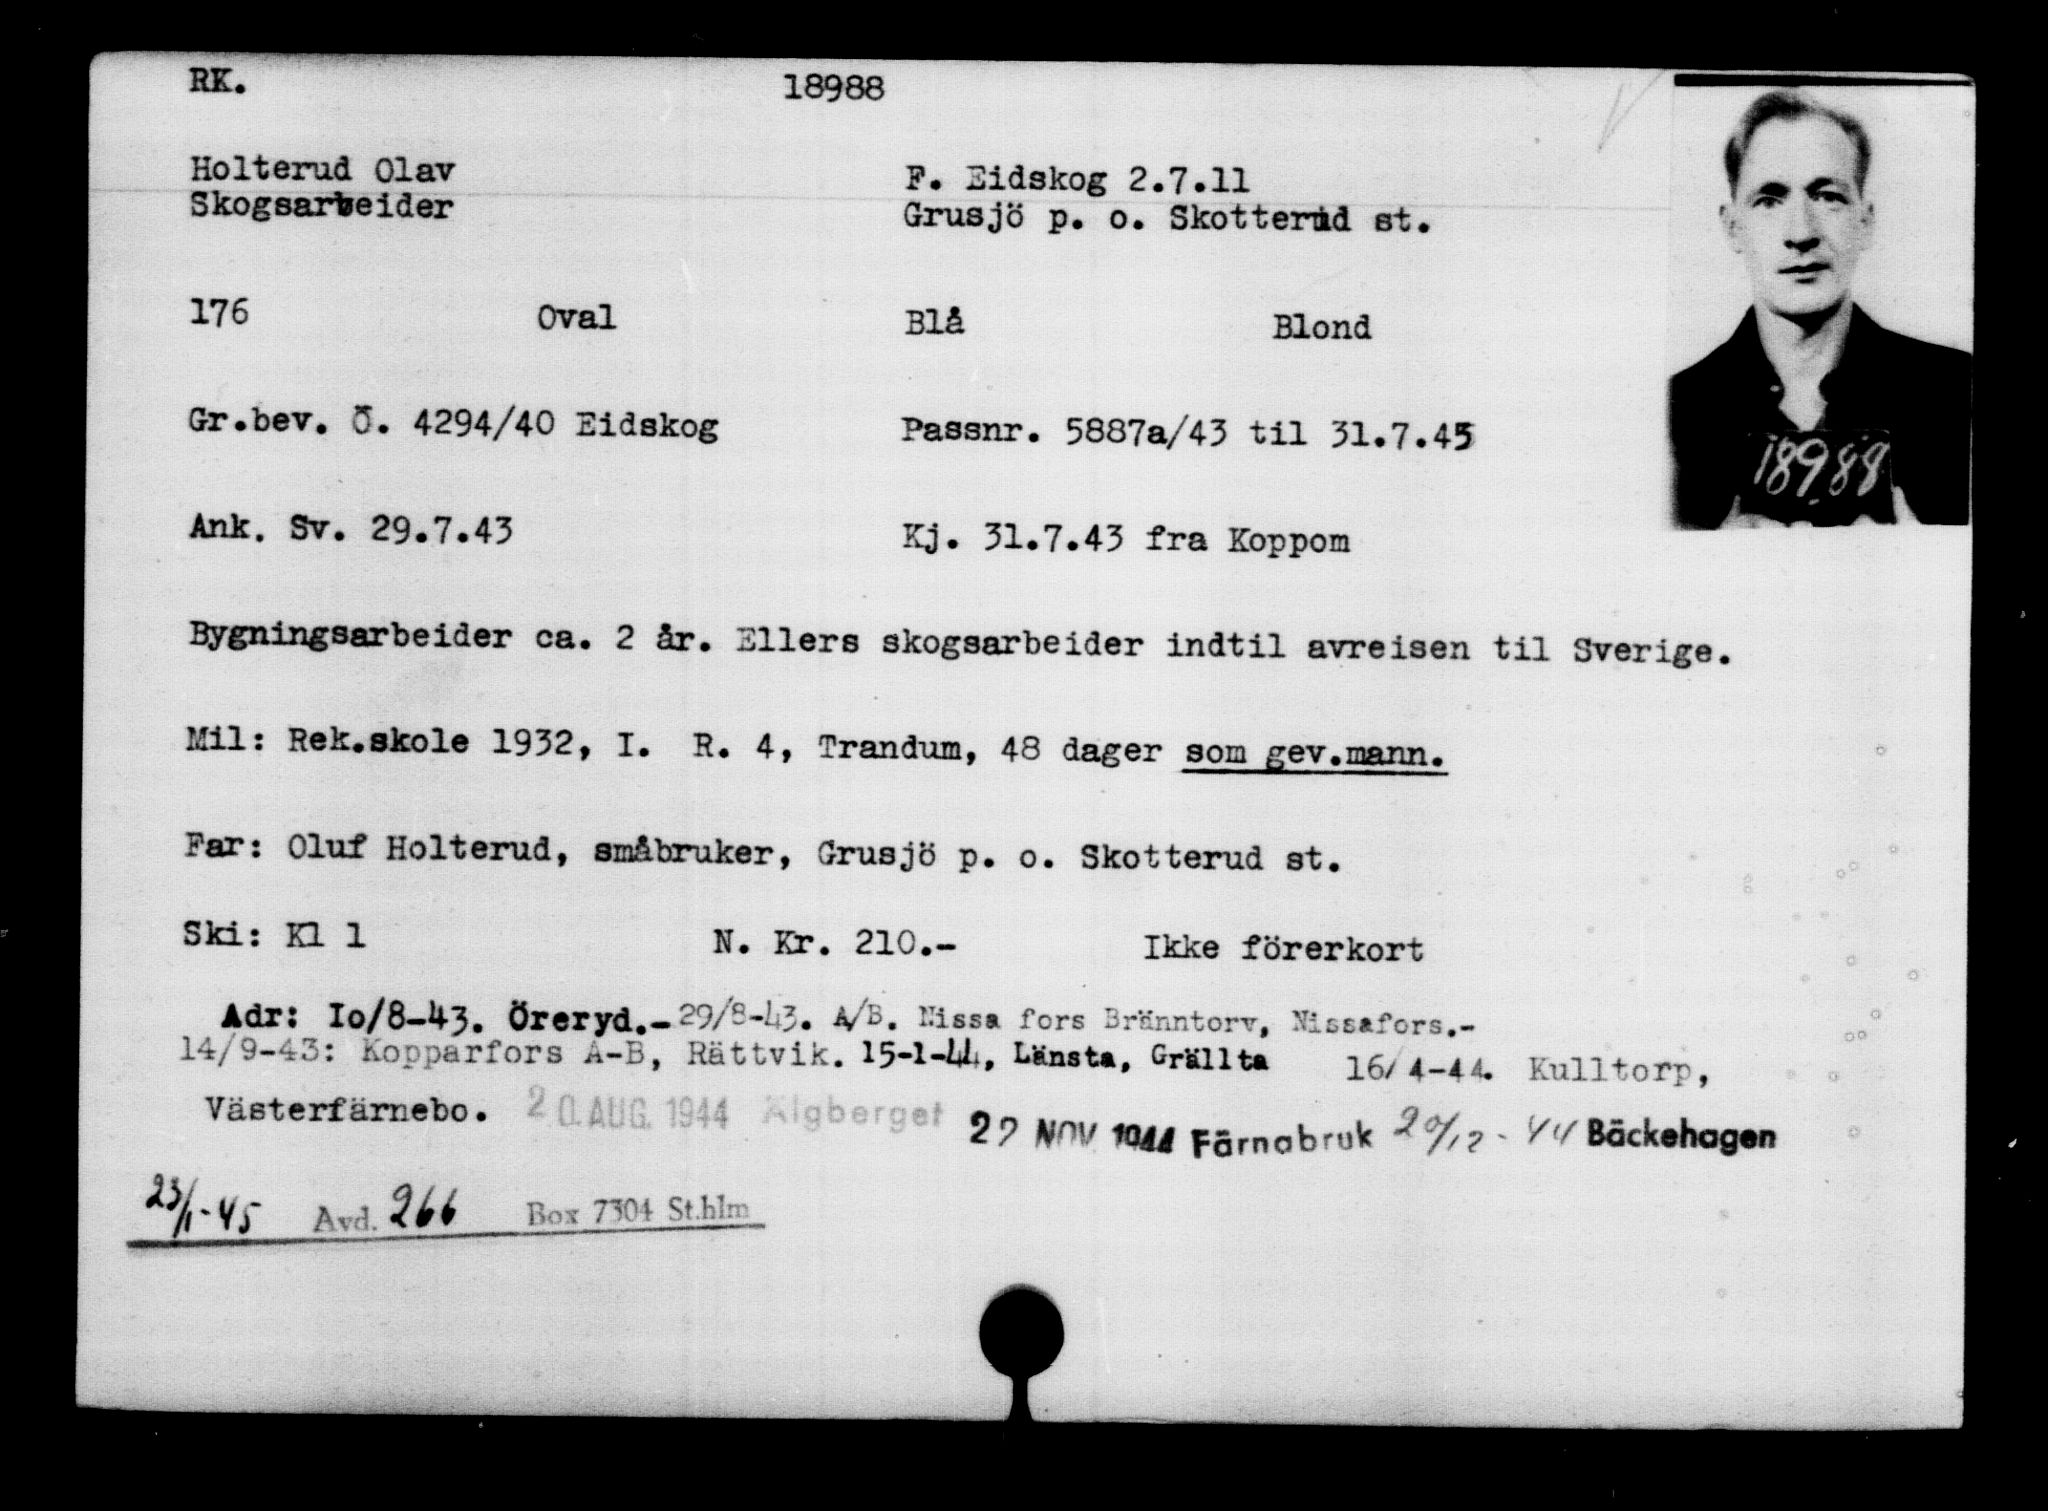 RK. 18988
Holterud Olav F. Eidskog 2.7.11
Skogsarbeider Grusjö p. o. Skotterud st.
176 Oval Blå Blond
18988
Gr.bev. Ö. 4294/40 Eidskog Passnr. 5887a/43 til 31.7.45
Ank. Sv. 29.7.43 Kj. 31.7.43 fra Koppom
Bygningsarbeider ca. 2 år. Ellers skogsarbeider indtil avreisen til Sverige.
Mil: Rek.skole 1932, I. R. 4, Trandum, 48 dager som gev.mann.
Far: Oluf Holterud, småbruker, Grusjö p. o. Skotterud st.
Ski: Kl 1 N. Kr. 210.- Ikke förerkort
Adr: Io/8-43. Öreryd.- 29/8-43. A/B. Nissa fors Bränntorv, Nissafors.-
14/9-43: Kopparfors A-B, Rättvik. 15-1-44, Länsta, Grällta 16/4-44. Kulltorp,
Västerfärnebo. 20. AUG. 1944 Älgberget 22 NOV 1944 Färnabruk 20/12-44 Bäckehagen
23/1-45 Avd. 266 Box 7304 St.hlm